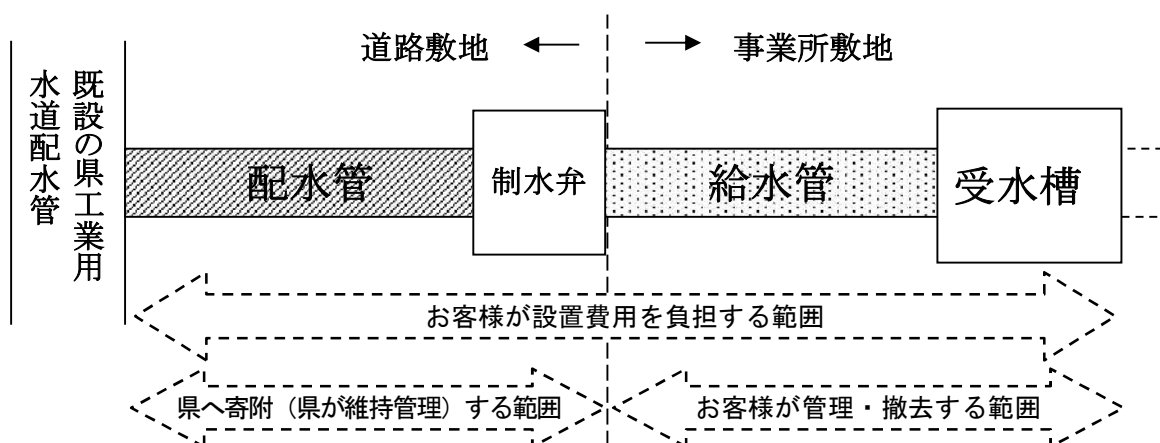 道路敷地
事業所敷地
既設の県工業用
水道配水管
配水管
制水弁
給水管
受水槽
お客様が設置費用を負担する範囲
県へ寄附（県が維持管理）する範囲
お客様が管理・撤去する範囲